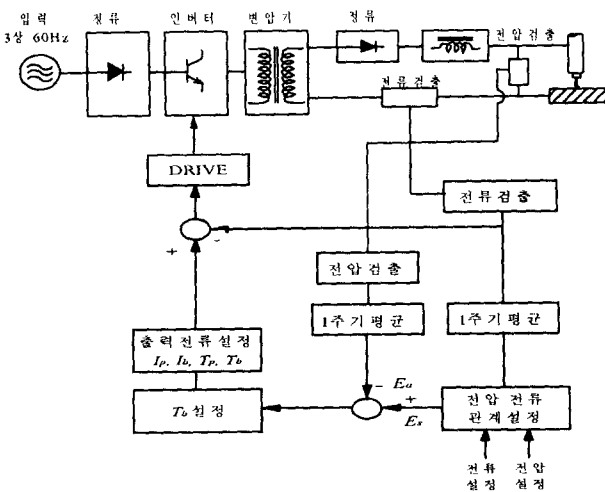 입력
3상 60Hz
정류
인버터
변압기
정류
전압검출
전류검출
DRIVE
전류검출
+
-
전압검출
1주기평균
1주기평균
출력전류설정
Ip, Ib, Tp, Tb
- Ea
+
Es
Tb설정
전압 전류
관계설정
전류
설정
전압
설정